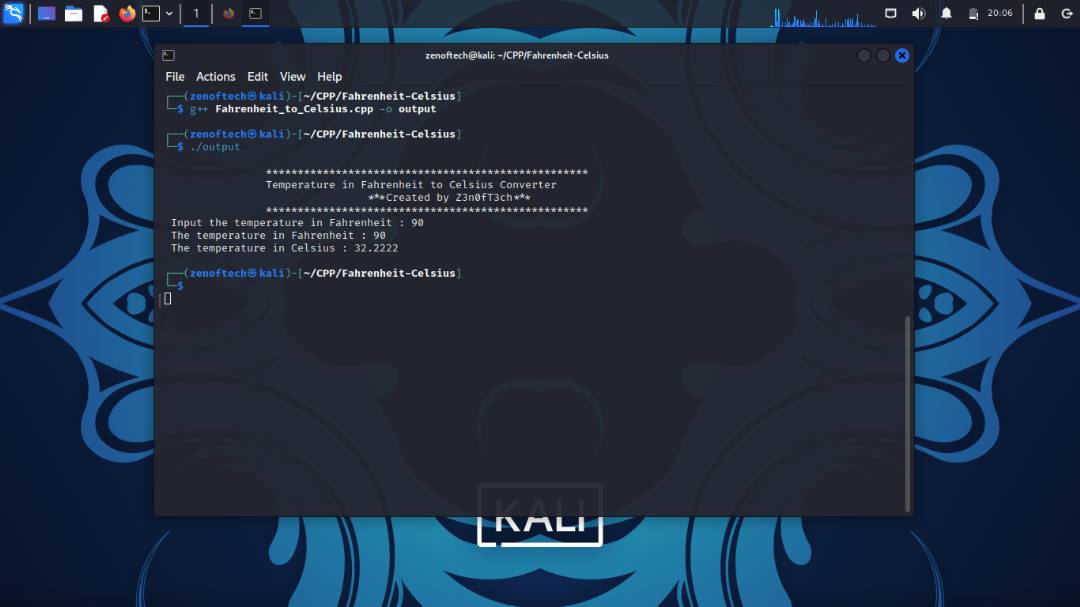 1
20:06
zenoftech@kali: ~/CPP/Fahrenheit-Celsius
File Actions Edit View Help
┌──(zenoftech㉿kali)-[~/CPP/Fahrenheit-Celsius]
└─$ g++ Fahrenheit_to_Celsius.cpp -o output
┌──(zenoftech㉿kali)-[~/CPP/Fahrenheit-Celsius]
└─$ ./output
****************************************************
Temperature in Fahrenheit to Celsius Converter
***Created by Z3n0fT3ch***
****************************************************
Input the temperature in Fahrenheit : 90
The temperature in Fahrenheit : 90
The temperature in Celsius : 32.2222
┌──(zenoftech㉿kali)-[~/CPP/Fahrenheit-Celsius]
└─$
KALI